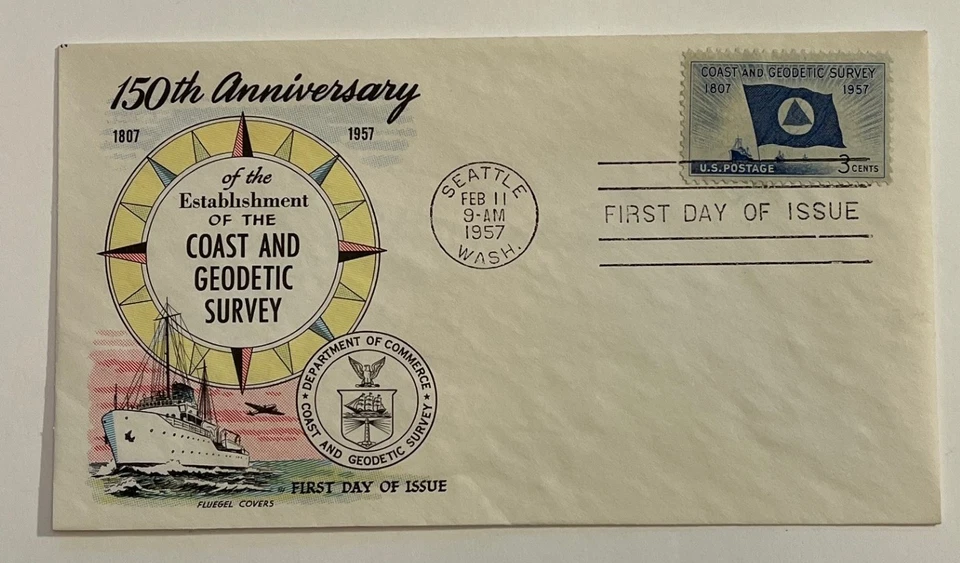 150th Anniversary
1807 1957
of the
Establishment
OF THE
COAST AND
GEODETIC
SURVEY
DEPARTMENT OF COMMERCE
COAST AND GEODETIC SURVEY
FIRST DAY OF ISSUE
FLUEGEL COVERS
SEATTLE
FEB 11
9-AM
1957
WASH.
COAST AND GEODETIC SURVEY
1807 1957
U.S. POSTAGE 3 CENTS
FIRST DAY OF ISSUE